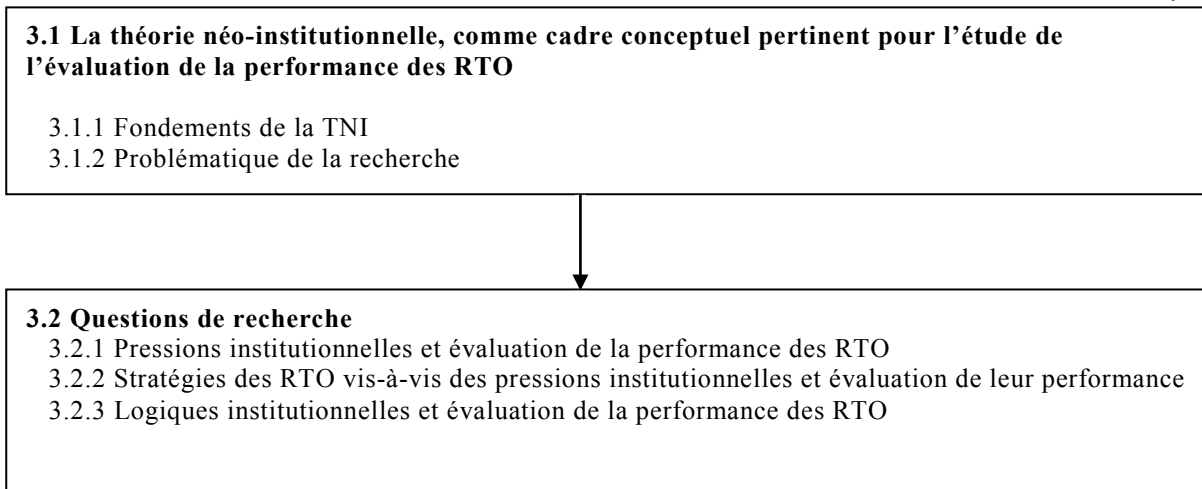 3.1 La théorie néo-institutionnelle, comme cadre conceptuel pertinent pour l’étude de
l’évaluation de la performance des RTO
3.1.1 Fondements de la TNI
3.1.2 Problématique de la recherche
3.2 Questions de recherche
3.2.1 Pressions institutionnelles et évaluation de la performance des RTO
3.2.2 Stratégies des RTO vis-à-vis des pressions institutionnelles et évaluation de leur performance
3.2.3 Logiques institutionnelles et évaluation de la performance des RTO